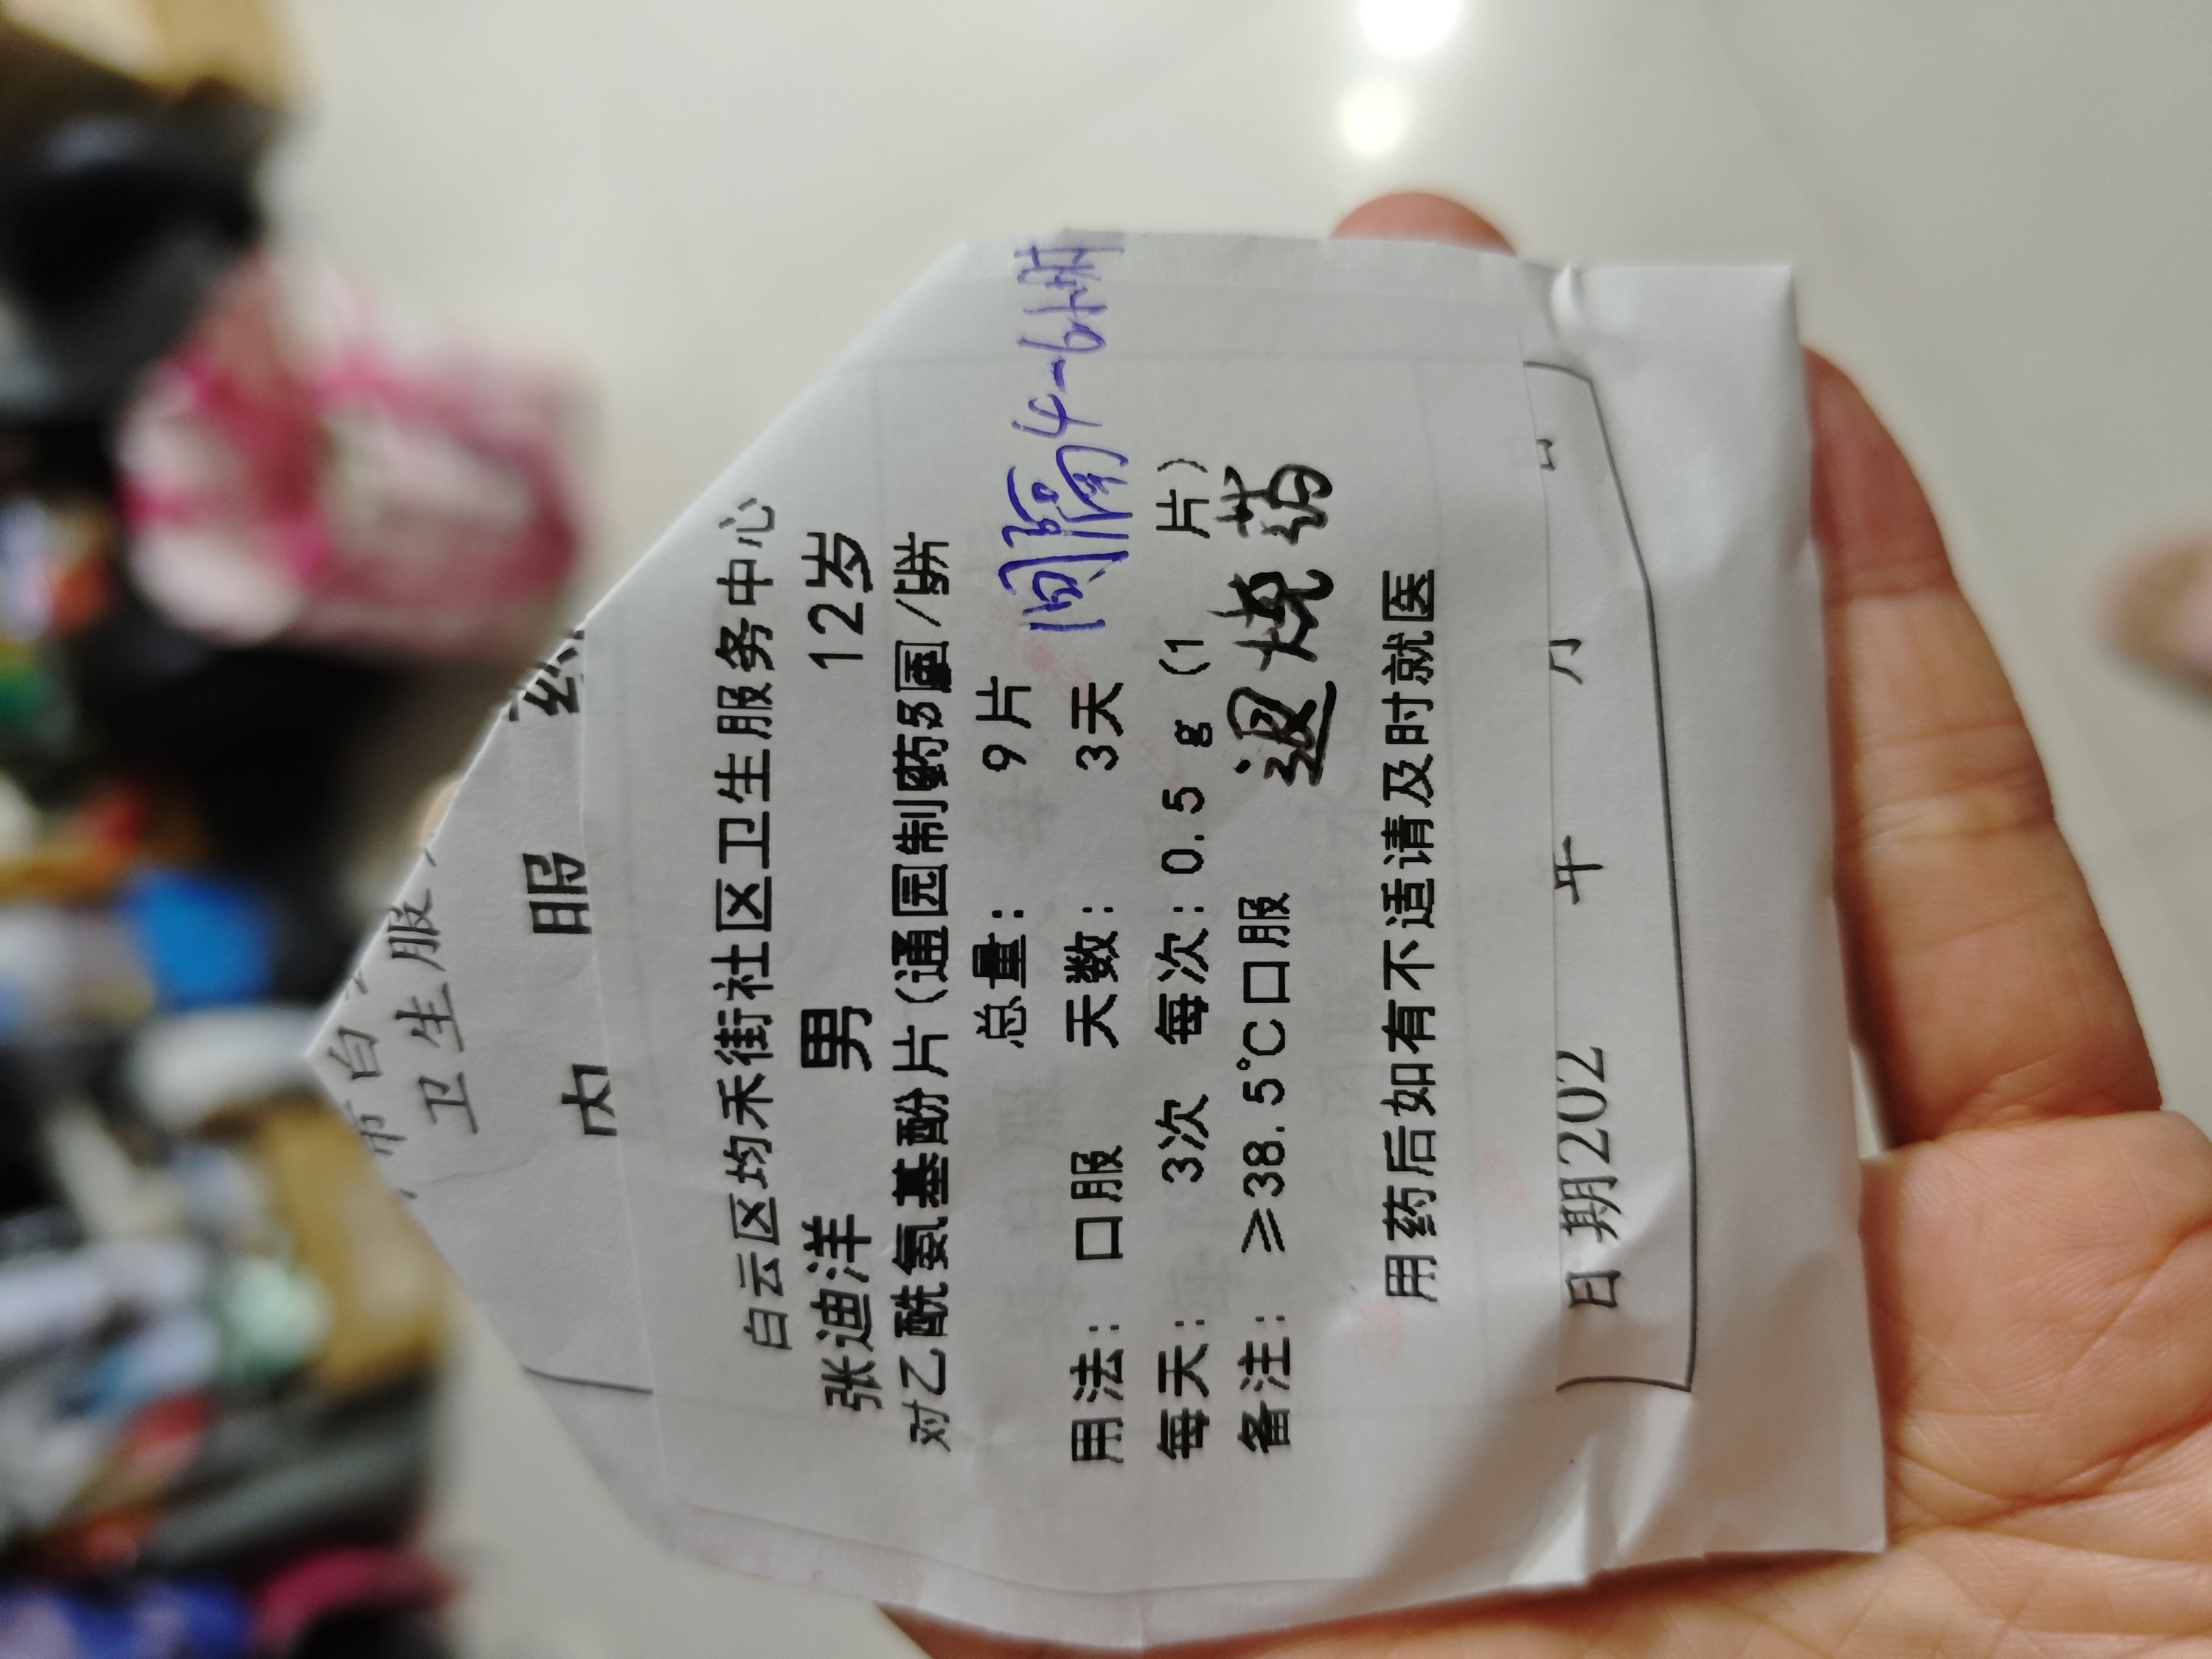 市白
卫生服
内 服
白云区均禾街社区卫生服务中心
张迪洋 男 12岁
对乙酰氨基酚片(通园制药
总量: 9片
间隔4-6小时
用法: 口服 天数: 3天
每天: 3次 每次: 0.5 g (1 片)
备注: ≥38.5℃口服 退烧药
用药后如有不适请及时就医
日期202 年 月 日